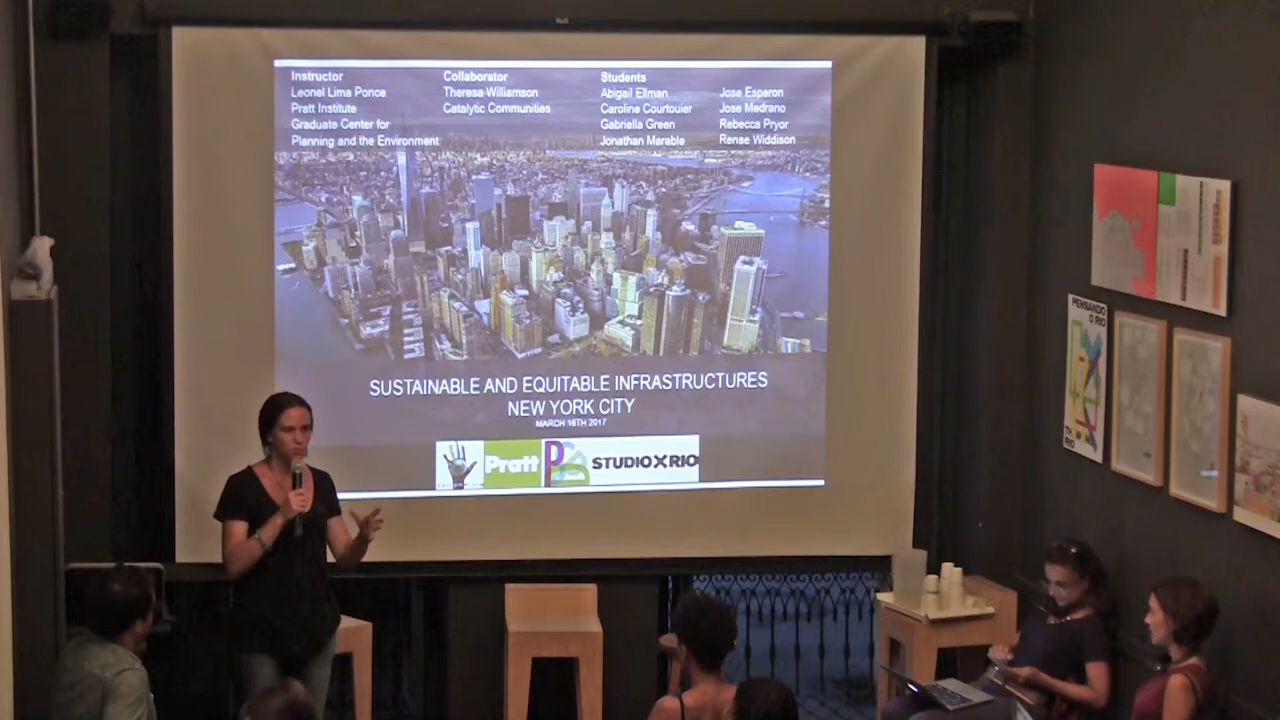 Instructor
Leonel Lima Ponce
Pratt Institute
Graduate Center for
Planning and the Environment
Collaborator
Theresa Williamson
Catalytic Communities
Students
Abigail Ellman
Caroline Courtouier
Gabriella Green
Jonathan Marable
Jose Esperon
Jose Medrano
Rebecca Pryor
Renae Widdison
SUSTAINABLE AND EQUITABLE INFRASTRUCTURES
NEW YORK CITY
MARCH 16TH 2017
Pratt
STUDIO X RIO
PENSANDO
O RIO